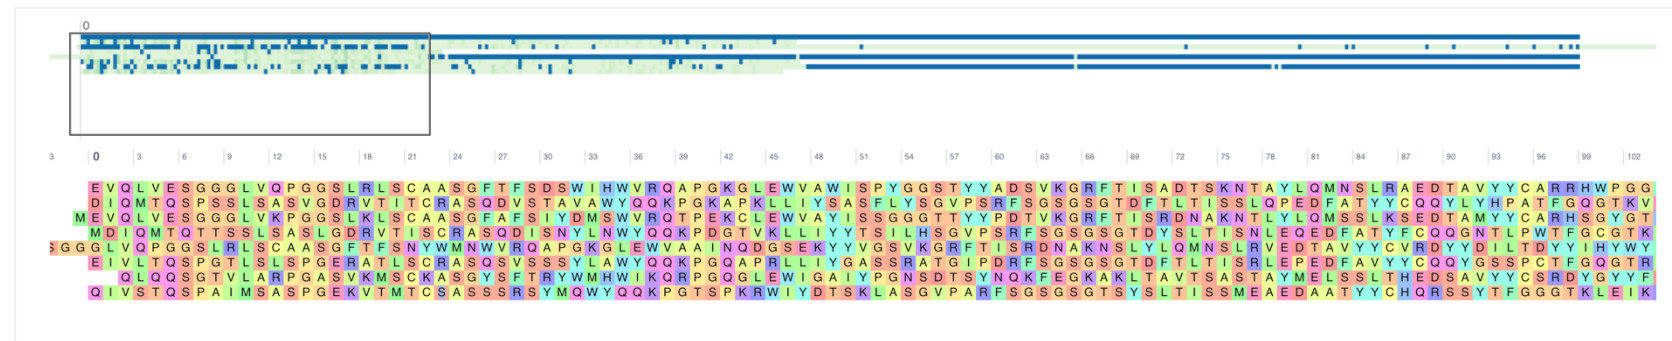 0
3 0 3 6 9 12 15 18 21 24 27 30 33 36 39 42 45 48 51 54 57 60 63 66 69 72 75 78 81 84 87 90 93 96 99 102
EVQLVESGGGLVQPGGSLRLSCAASGFTFSDSWIHWVRQAPGKGLEWVAWISPYGGSTYYADSVKGRFTISADTSKNTAYLQMNSLRAEDTAVYYCARRHWPGG
DIQMTQSPSSLSASVGDRVTITCRASQDVSTAVAWYQQKPGKAPKLLIYSASFLYSGVPSRFSGSGSGTDFTLTISSLQPEDFATYYCQQYLYHPATFGQGTKV
MEVQLVESGGGLVKPGGSLKLSCAASGFAFSIYDMSWVRQTPEKCLEWVAYISSGGGTTYYPDTVKGRFTISRDNAKNTLYLQMSSLKSEDTAMYYCARHSGYGT
MDIQMTQTTSSLSASLGDRVTISCRASQDISNYLNWYQQKPDGTVKLLIYYTSILHSGVPSRFSGSGSGTDYSLTISNLEQEDFATYFCQQGNTLPWTFGCGTK
SGGGLVQPGGSLRLSCAASGFTFSNYWMNWVRQAPGKGLEWVAAINQDGSEKYYVGSVKGRFTISRDNAKNSLYLQMNSLRVEDTAVYYCVRDYYDILTDYYIHYWY
EIVLTQSPGTLSLSPGERATLSCRASQSVSSSYLAWYQQKPGQAPRLLIYGASSRATGIPDRFSGSGSGTDFTLTISRLEPEDFAVYYCQQYGSSPCTFGQGTR
QLQQSGTVLARPGASVKMSCKASGYSFTRYWMHWIKQRPGQGLEWIGAIYPGNSDTSYNQKFEGKAKLTAVTSASTAYMELSSLTHEDSAVYYCSRDYGYYF
QIVSTQSPAIMSASPGEKVTMTCSASSSRSYMQWYQQKPGTSPKRWIYDTSKLASGVPARFSGSGSGTSYSLTISSMEAEDAATYYCHQRSSYTFGGGTKLEIK